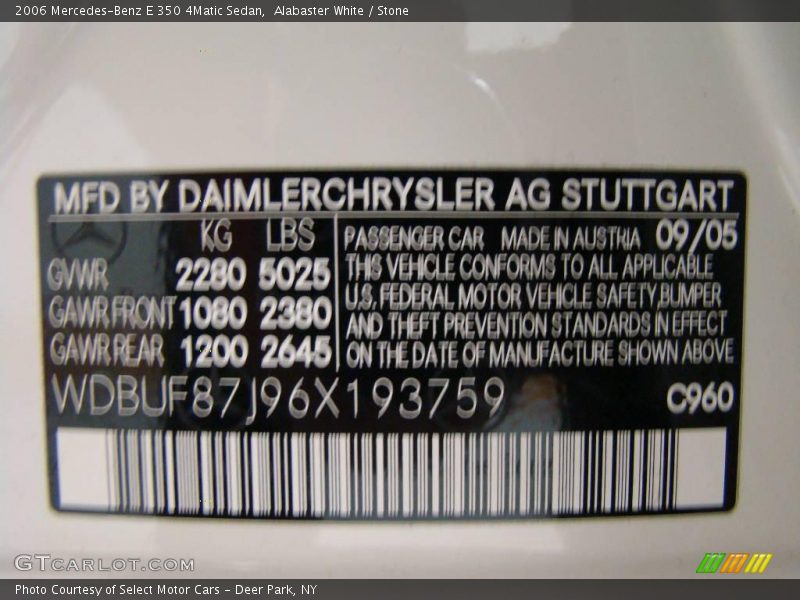 2006 Mercedes-Benz E 350 4Matic Sedan, Alabaster White / Stone
MFD BY DAIMLERCHRYSLER AG STUTTGART
KG LBS
GVWR 2280 5025
GAWR FRONT 1080 2380
GAWR REAR 1200 2645
PASSENGER CAR MADE IN AUSTRIA 09/05
THIS VEHICLE CONFORMS TO ALL APPLICABLE
U.S. FEDERAL MOTOR VEHICLE SAFETY, BUMPER
AND THEFT PREVENTION STANDARDS IN EFFECT
ON THE DATE OF MANUFACTURE SHOWN ABOVE
WDBUF87J96X193759 C960
GTCARLOT.COM
Photo Courtesy of Select Motor Cars - Deer Park, NY